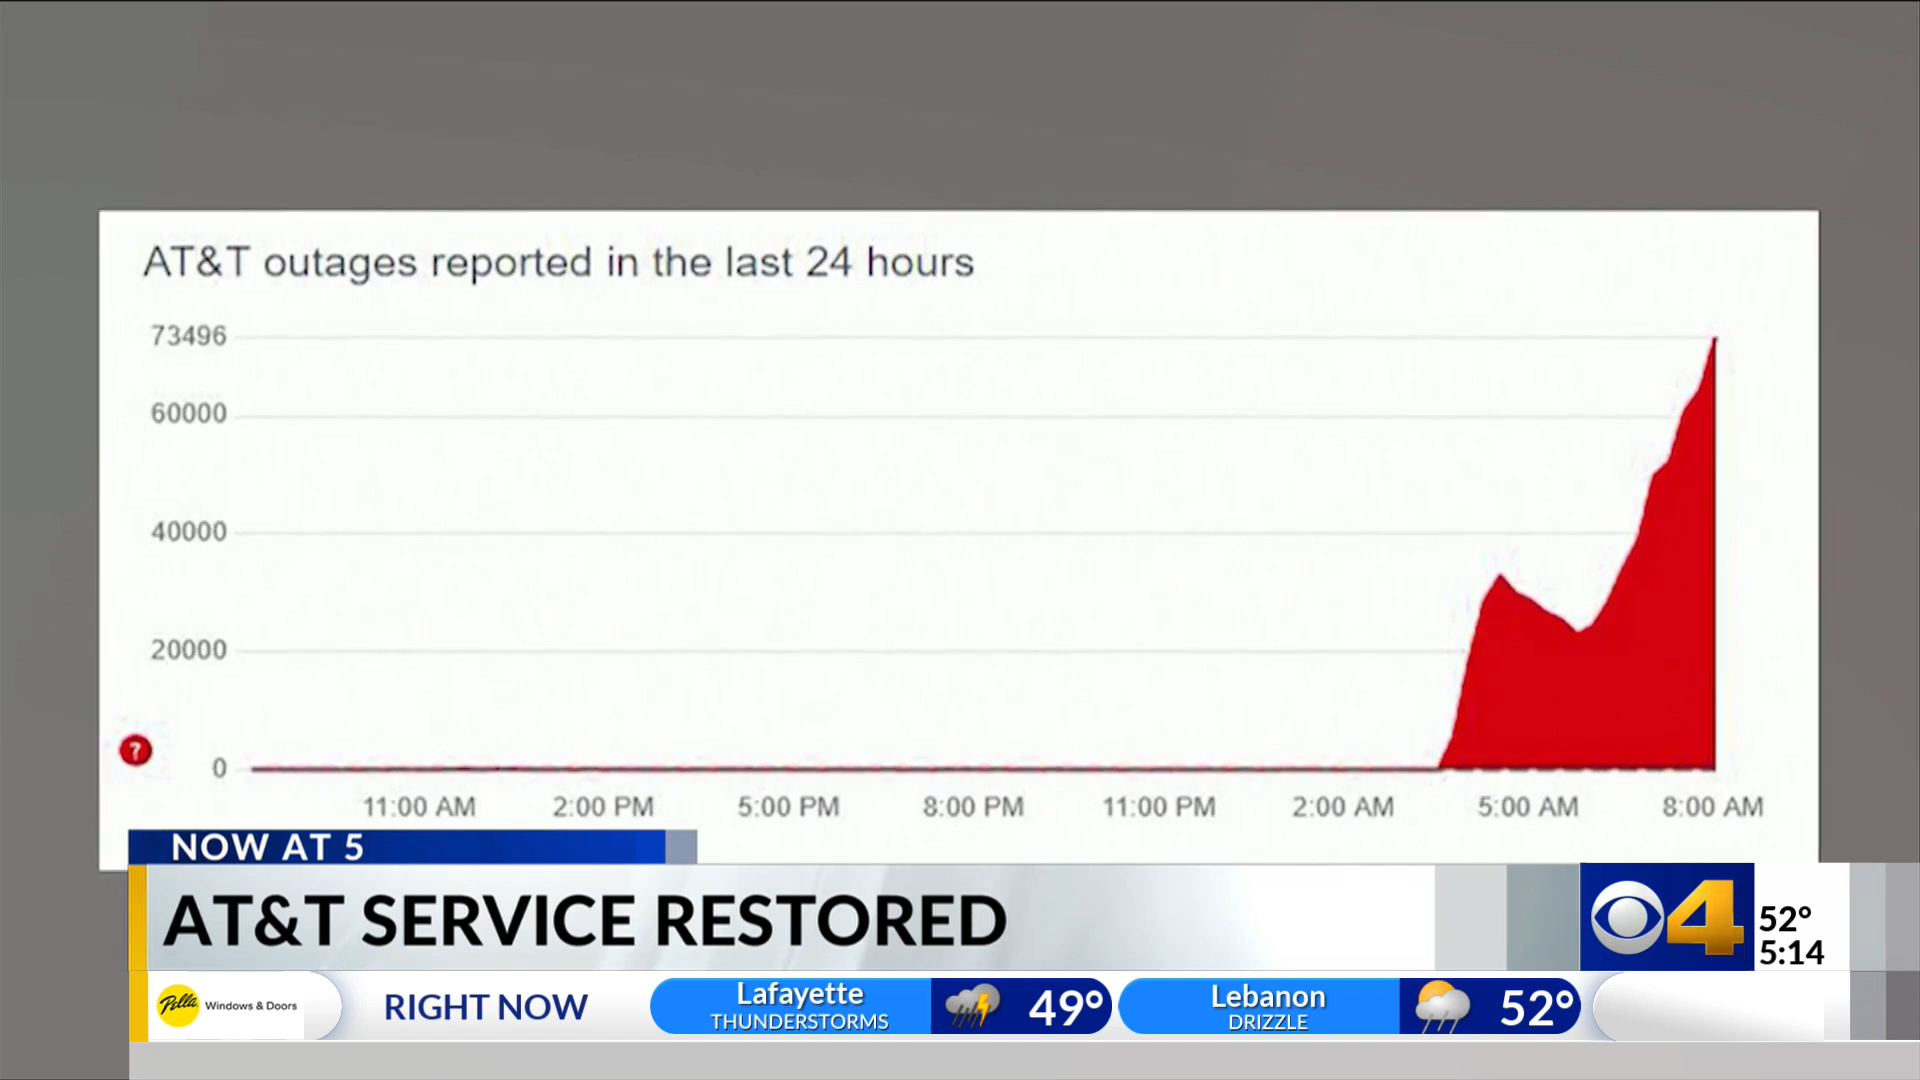 AT&T outages reported in the last 24 hours
73496
60000
40000
20000
?
0
11:00 AM 2:00 PM 5:00 PM 8:00 PM 11:00 PM 2:00 AM 5:00 AM 8:00 AM
NOW AT 5
AT&T SERVICE RESTORED
4
52°
5:14
Pella Windows & Doors
RIGHT NOW
Lafayette
THUNDERSTORMS
49°
Lebanon
DRIZZLE
52°